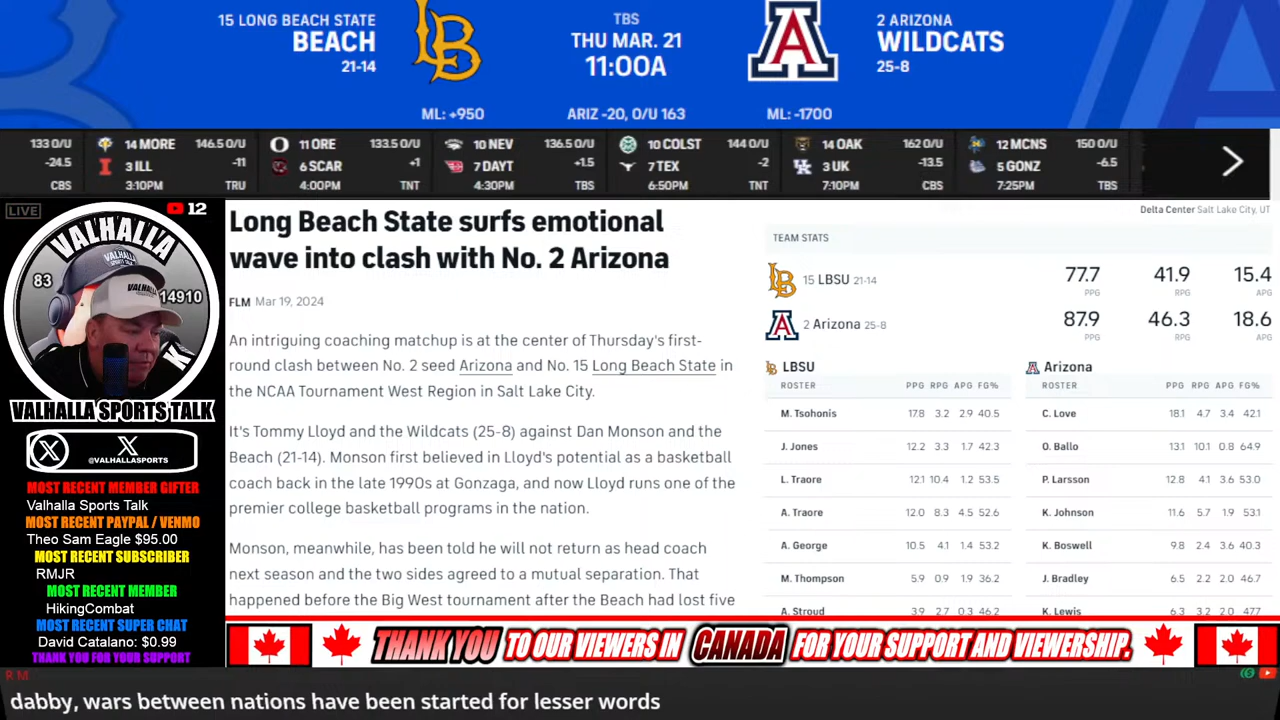 15 LONG BEACH STATE
BEACH
21-14
TBS
THU MAR. 21
11:00A
2 ARIZONA
WILDCATS
25-8
ML: +950
ARIZ -20, O/U 163
ML: -1700
133 O/U
-24.5
CBS
14 MORE 146.5 O/U
3 ILL -11
3:10PM TRU
11 ORE 133.5 O/U
6 SCAR +1
4:00PM TNT
10 NEV 136.5 O/U
7 DAYT +1.5
4:30PM TBS
10 COLST 144 O/U
7 TEX -2
6:50PM TNT
14 OAK 162 O/U
3 UK -13.5
7:10PM CBS
12 MCNS 150 O/U
5 GONZ -6.5
7:25PM TBS
LIVE
12
VALHALLA
83
14910
VALHALLA
K
VALHALLA SPORTS TALK
@VALHALLASPORTS
MOST RECENT MEMBER GIFTER
Valhalla Sports Talk
MOST RECENT PAYPAL / VENMO
Theo Sam Eagle $95.00
MOST RECENT SUBSCRIBER
RMJR
MOST RECENT MEMBER
HikingCombat
MOST RECENT SUPER CHAT
David Catalano: $0.99
THANK YOU FOR YOUR SUPPORT
Long Beach State surfs emotional
wave into clash with No. 2 Arizona
FLM Mar 19, 2024
An intriguing coaching matchup is at the center of Thursday's first-
round clash between No. 2 seed Arizona and No. 15 Long Beach State in
the NCAA Tournament West Region in Salt Lake City.
It's Tommy Lloyd and the Wildcats (25-8) against Dan Monson and the
Beach (21-14). Monson first believed in Lloyd's potential as a basketball
coach back in the late 1990s at Gonzaga, and now Lloyd runs one of the
premier college basketball programs in the nation.
Monson, meanwhile, has been told he will not return as head coach
next season and the two sides agreed to a mutual separation. That
happened before the Big West tournament after the Beach had lost five
Delta Center Salt Lake City, UT
TEAM STATS
15 LBSU 21-14 77.7 41.9 15.4
PPG RPG APG
2 Arizona 25-8 87.9 46.3 18.6
PPG RPG APG
LBSU
ROSTER PPG RPG APG FG%
M. Tsohonis 17.8 3.2 2.9 40.5
J. Jones 12.2 3.3 1.7 42.3
L. Traore 12.1 10.4 1.2 53.5
A. Traore 12.0 8.3 4.5 52.6
A. George 10.5 4.1 1.4 53.2
M. Thompson 5.9 0.9 1.9 36.2
A. Stroud 3.9 2.7 0.3 46.2
Arizona
ROSTER PPG RPG APG FG%
C. Love 18.1 4.7 3.4 42.1
O. Ballo 13.1 10.1 0.8 64.9
P. Larsson 12.8 4.1 3.6 53.0
K. Johnson 11.6 5.7 1.9 53.1
K. Boswell 9.8 2.4 3.6 40.3
J. Bradley 6.5 2.2 2.0 46.7
K. Lewis 6.3 3.2 2.0 47.7
THANK YOU TO OUR VIEWERS IN CANADA FOR YOUR SUPPORT AND VIEWERSHIP.
R M
dabby, wars between nations have been started for lesser words